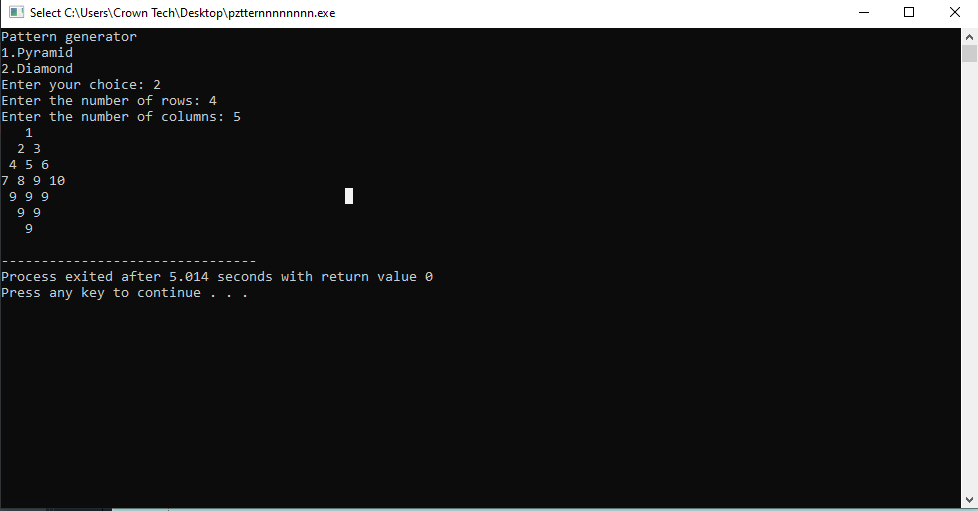 Select C:\Users\Crown Tech\Desktop\pztternnnnnnnn.exe
Pattern generator
1.Pyramid
2.Diamond
Enter your choice: 2
Enter the number of rows: 4
Enter the number of columns: 5
   1
  2 3
 4 5 6
7 8 9 10
 9 9 9
  9 9
   9
--------------------------------
Process exited after 5.014 seconds with return value 0
Press any key to continue . . .